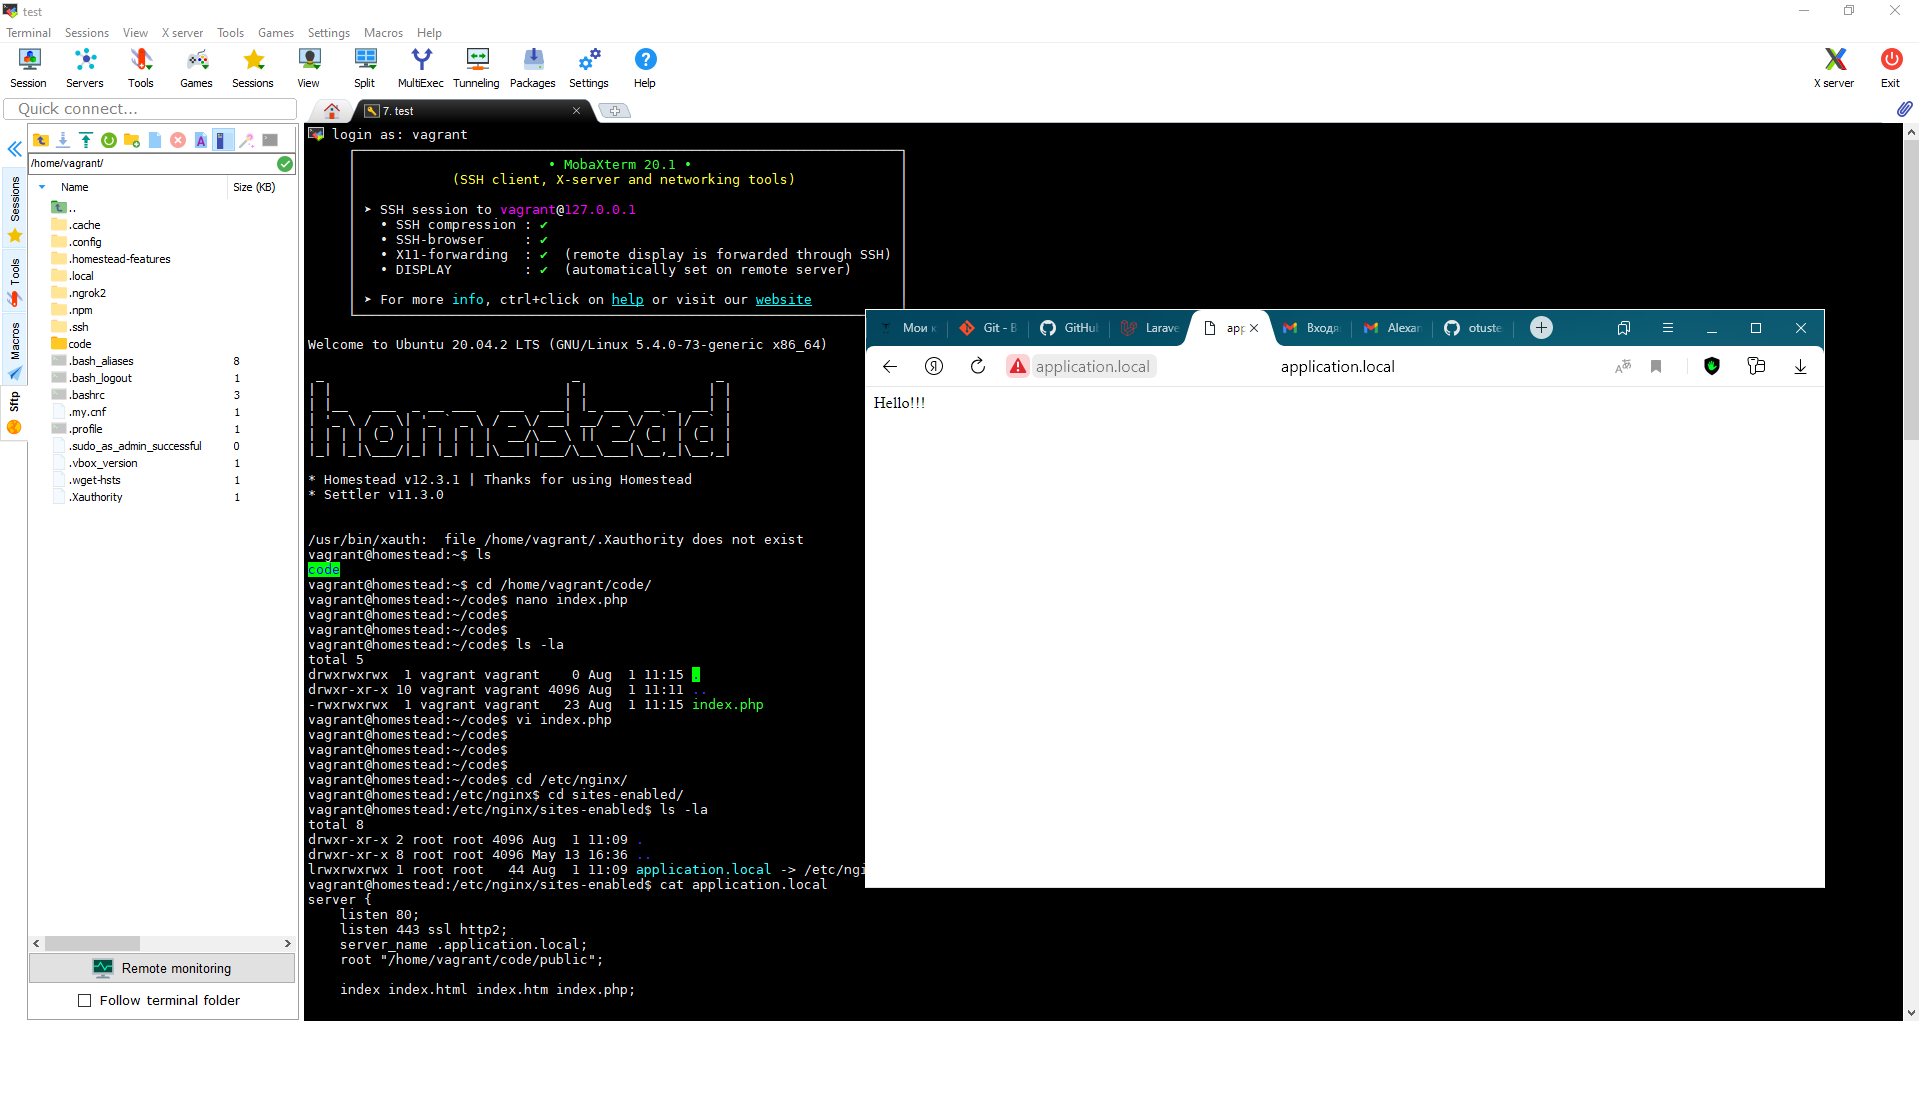 test
Terminal Sessions View X server Tools Games Settings Macros Help
Session Servers Tools Games Sessions View Split MultiExec Tunneling Packages Settings Help X server Exit
Quick connect...
7. test
/home/vagrant/
Name Size (KB)
..
.cache
.config
.homestead-features
.local
.ngrok2
.npm
.ssh
code
.bash_aliases 8
.bash_logout 1
.bashrc 3
.my.cnf 1
.profile 1
.sudo_as_admin_successful 0
.vbox_version 1
.wget-hsts 1
.Xauthority 1
Sessions
Tools
Macros
Sftp
Remote monitoring
Follow terminal folder
login as: vagrant
• MobaXterm 20.1 •
(SSH client, X-server and networking tools)
➤ SSH session to vagrant@127.0.0.1
• SSH compression : ✔
• SSH-browser : ✔
• X11-forwarding : ✔ (remote display is forwarded through SSH)
• DISPLAY : ✔ (automatically set on remote server)
➤ For more info, ctrl+click on help or visit our website
Welcome to Ubuntu 20.04.2 LTS (GNU/Linux 5.4.0-73-generic x86_64)
homestead
* Homestead v12.3.1 | Thanks for using Homestead
* Settler v11.3.0
/usr/bin/xauth:  file /home/vagrant/.Xauthority does not exist
vagrant@homestead:~$ ls
code
vagrant@homestead:~$ cd /home/vagrant/code/
vagrant@homestead:~/code$ nano index.php
vagrant@homestead:~/code$
vagrant@homestead:~/code$
vagrant@homestead:~/code$ ls -la
total 5
drwxrwxrwx  1 vagrant vagrant    0 Aug  1 11:15 .
drwxr-xr-x 10 vagrant vagrant 4096 Aug  1 11:11 ..
-rwxrwxrwx  1 vagrant vagrant   23 Aug  1 11:15 index.php
vagrant@homestead:~/code$ vi index.php
vagrant@homestead:~/code$
vagrant@homestead:~/code$
vagrant@homestead:~/code$
vagrant@homestead:~/code$ cd /etc/nginx/
vagrant@homestead:/etc/nginx$ cd sites-enabled/
vagrant@homestead:/etc/nginx/sites-enabled$ ls -la
total 8
drwxr-xr-x 2 root root 4096 Aug  1 11:09 .
drwxr-xr-x 8 root root 4096 May 13 16:36 ..
lrwxrwxrwx 1 root root   44 Aug  1 11:09 application.local -> /etc/ngi
vagrant@homestead:/etc/nginx/sites-enabled$ cat application.local
server {
    listen 80;
    listen 443 ssl http2;
    server_name .application.local;
    root "/home/vagrant/code/public";
    index index.html index.htm index.php;
Мои к Git - B GitHub Larave app Входя Alexan otuste
application.local application.local
Hello!!!